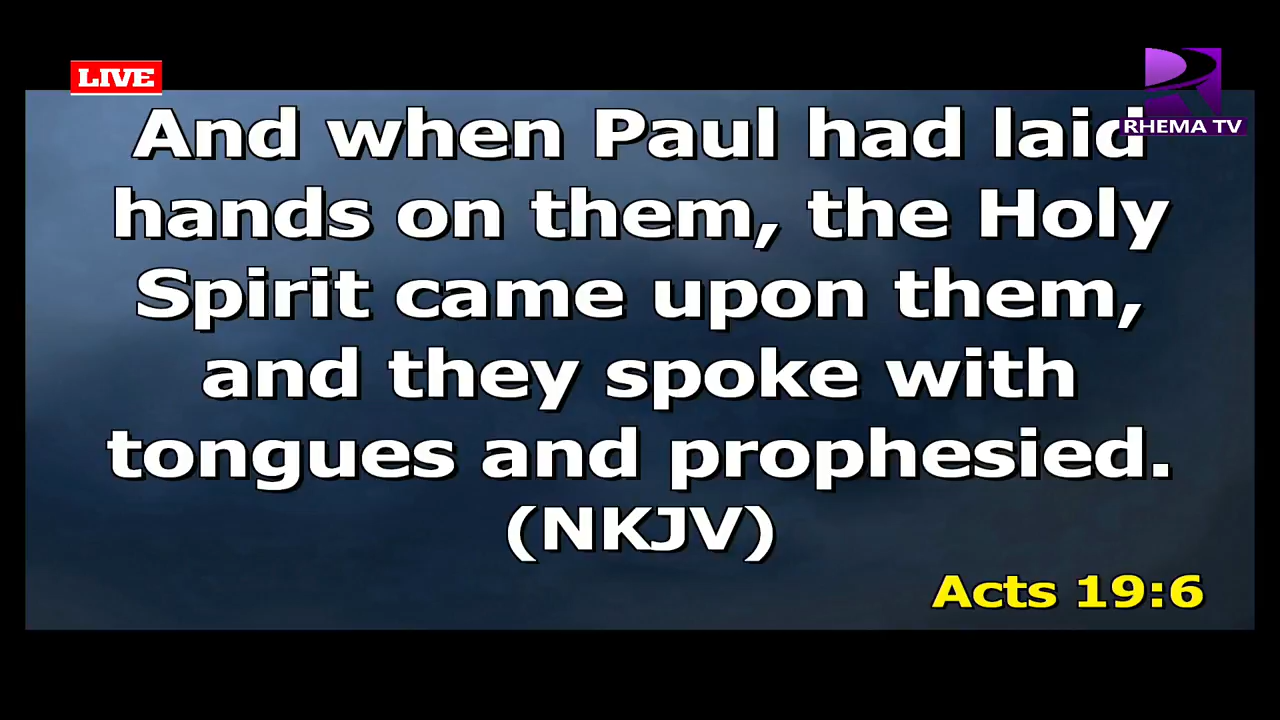 LIVE
RHEMA TV
And when Paul had laid
hands on them, the Holy
Spirit came upon them,
and they spoke with
tongues and prophesied.
(NKJV)
Acts 19:6